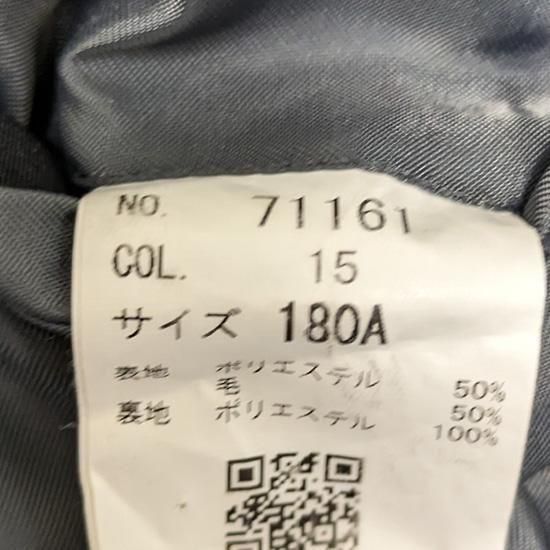 NO. 71161
COL. 15
サイズ 180A
表地 ポリエステル 50%
毛 50%
裏地 ポリエステル 100%